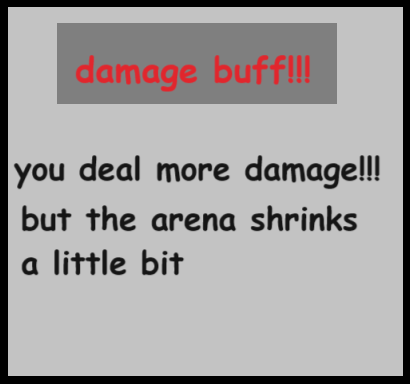 damage buff!!!
you deal more damage!!!
but the arena shrinks
a little bit